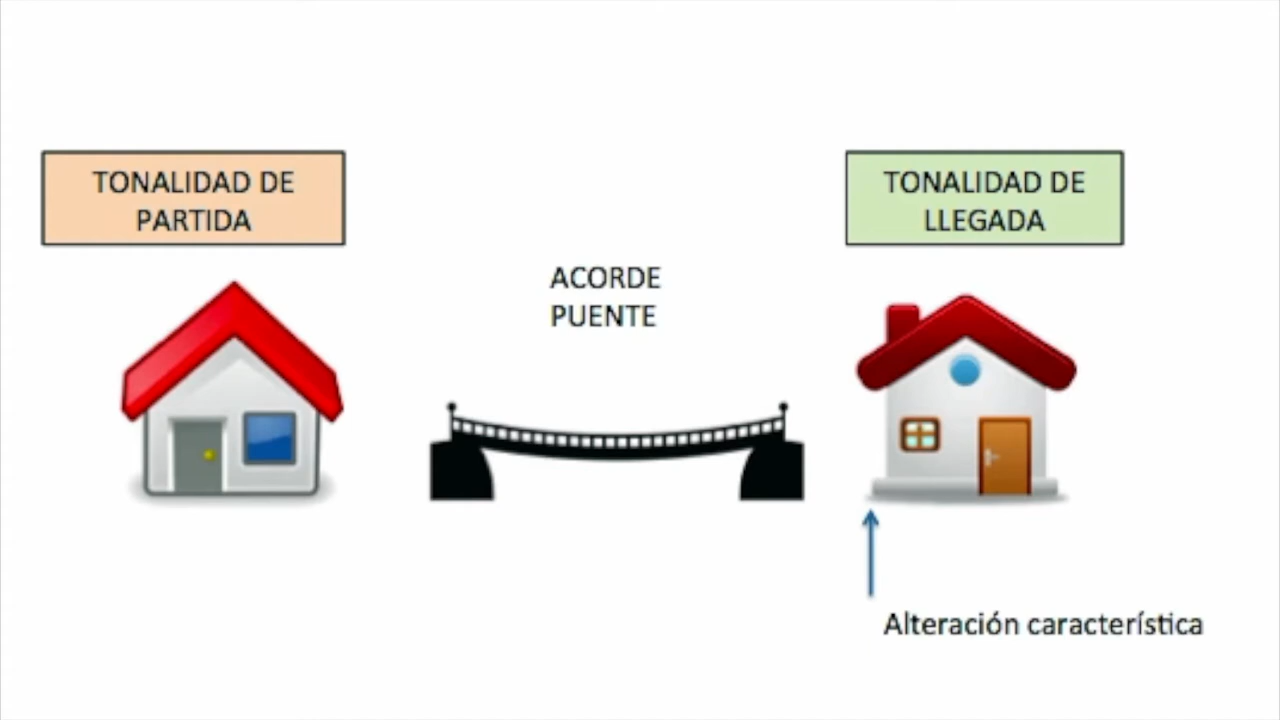 TONALIDAD DE
PARTIDA
TONALIDAD DE
LLEGADA
ACORDE
PUENTE
Alteración característica